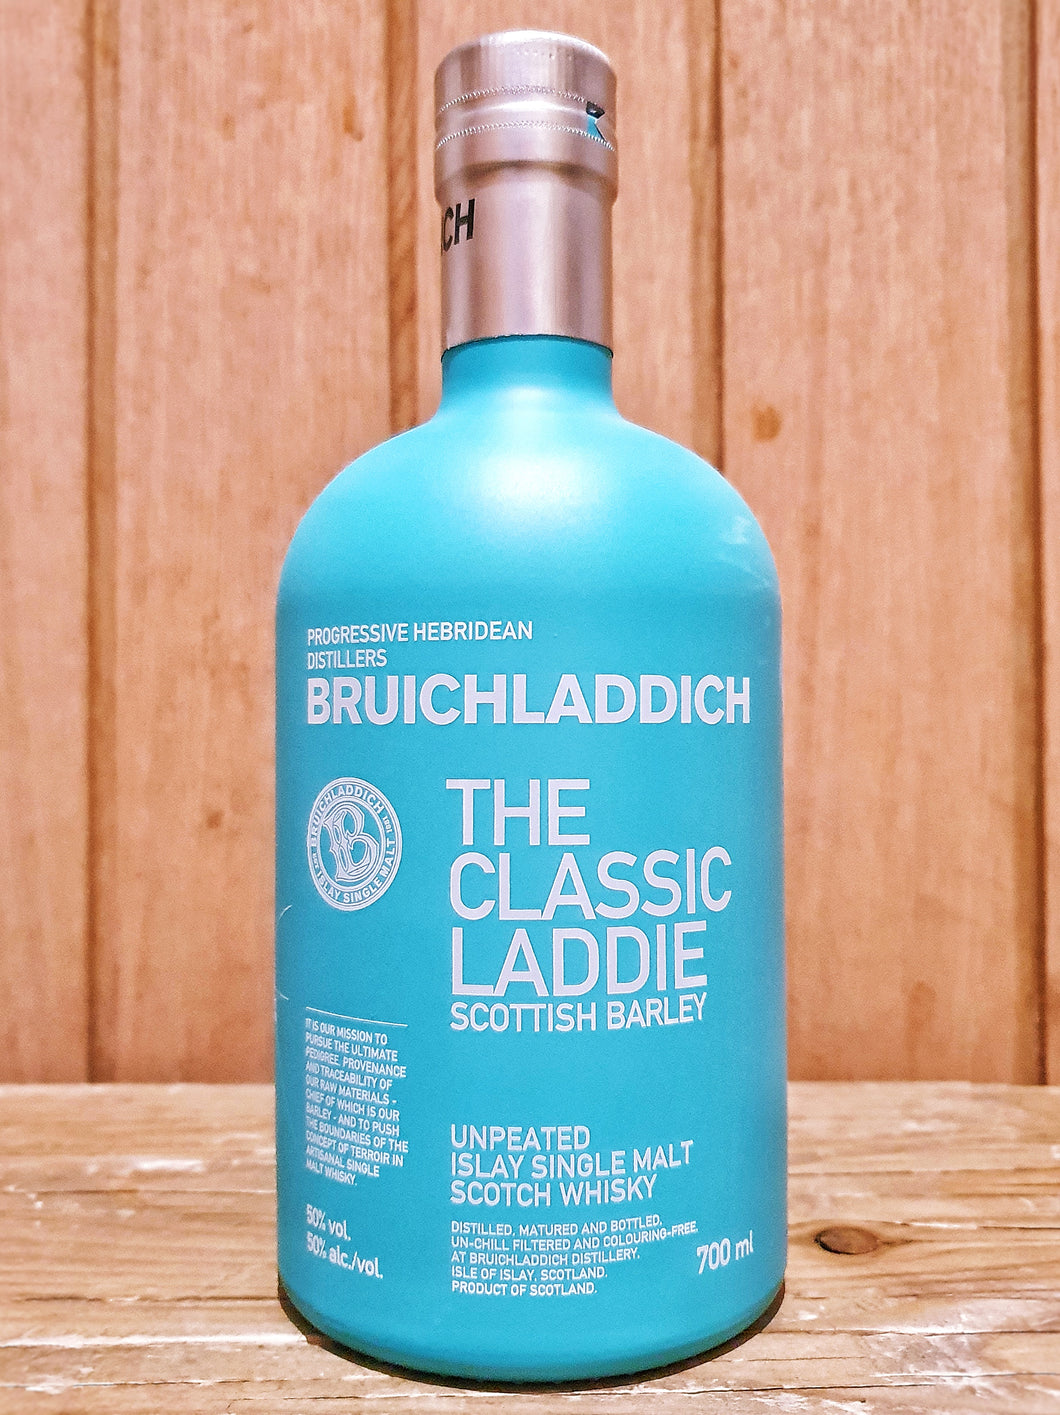 CH
PROGRESSIVE HEBRIDEAN
DISTILLERS
BRUICHLADDICH
BRUICHLADDICH 1881
ISLAY SINGLE MALT
B
THE
CLASSIC
LADDIE
SCOTTISH BARLEY
IT IS OUR MISSION TO
PURSUE THE ULTIMATE
PEDIGREE, PROVENANCE
AND TRACEABILITY OF
OUR RAW MATERIALS -
CHIEF OF WHICH IS OUR
BARLEY - AND TO PUSH
THE BOUNDARIES OF THE
CONCEPT OF TERROIR IN
ARTISANAL SINGLE
MALT WHISKY.
50% vol.
50% alc./vol.
UNPEATED
ISLAY SINGLE MALT
SCOTCH WHISKY
DISTILLED, MATURED AND BOTTLED,
UN-CHILL FILTERED AND COLOURING-FREE,
AT BRUICHLADDICH DISTILLERY,
ISLE OF ISLAY, SCOTLAND.
PRODUCT OF SCOTLAND.
700 ml